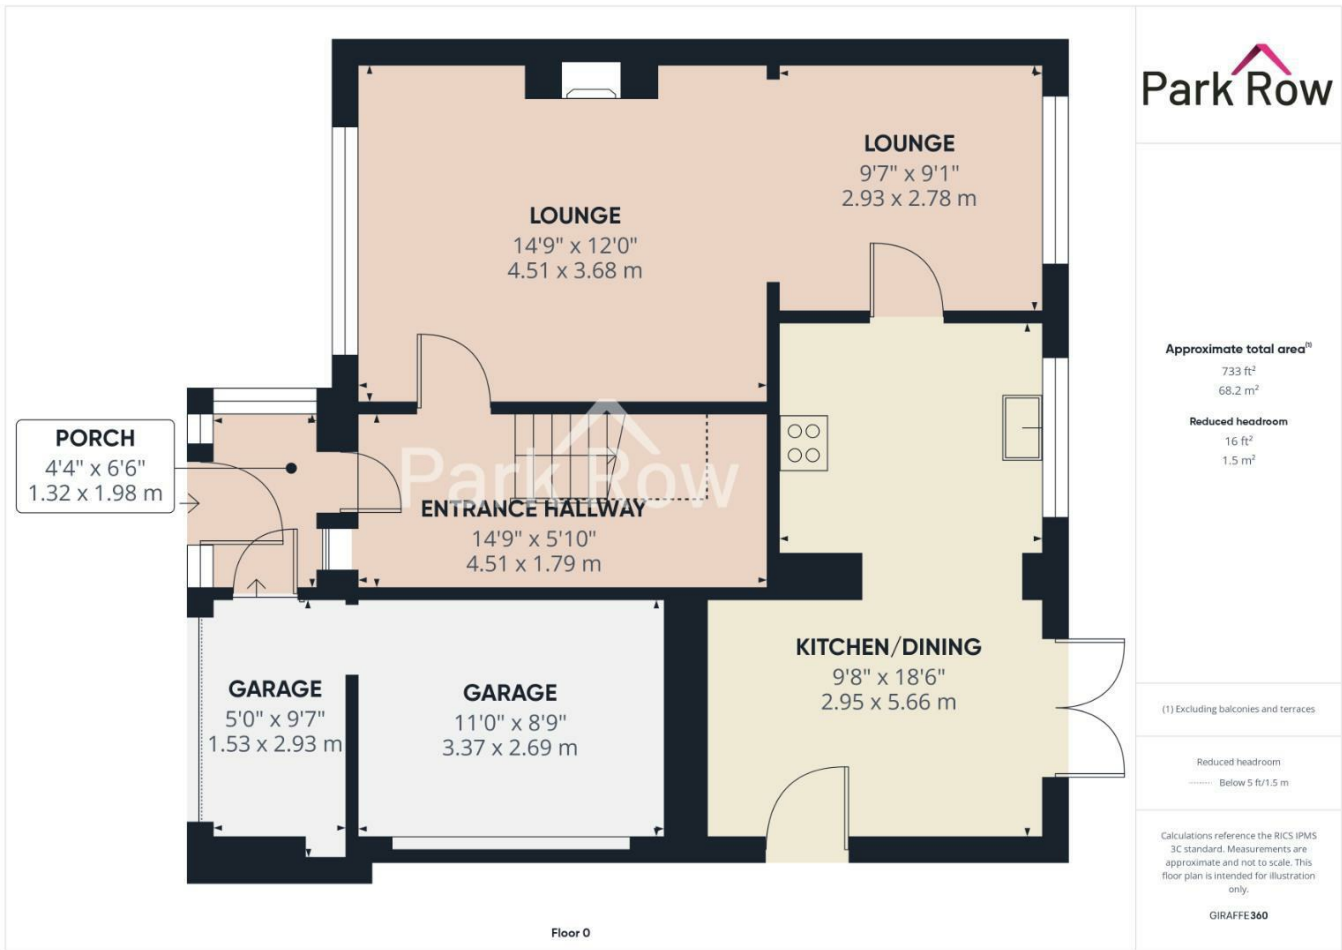 LOUNGE
14'9" x 12'0"
4.51 x 3.68 m
LOUNGE
9'7" x 9'1"
2.93 x 2.78 m
PORCH
4'4" x 6'6"
1.32 x 1.98 m
Park Row
ENTRANCE HALLWAY
14'9" x 5'10"
4.51 x 1.79 m
GARAGE
5'0" x 9'7"
1.53 x 2.93 m
GARAGE
11'0" x 8'9"
3.37 x 2.69 m
KITCHEN/DINING
9'8" x 18'6"
2.95 x 5.66 m
Floor 0
Park Row
Approximate total area(1)
733 ft²
68.2 m²
Reduced headroom
16 ft²
1.5 m²
(1) Excluding balconies and terraces
Reduced headroom
Below 5 ft/1.5 m
Calculations reference the RICS IPMS
3C standard. Measurements are
approximate and not to scale. This
floor plan is intended for illustration
only.
GIRAFFE360